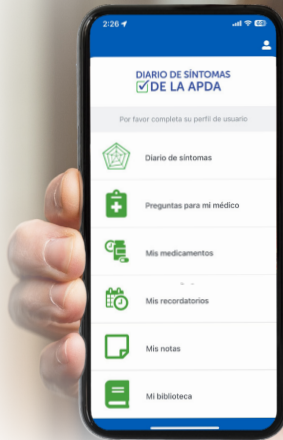 2:26
DIARIO DE SÍNTOMAS
DE LA APDA
Por favor completa su perfil de usuario
Diario de síntomas
Preguntas para mi médico
Mis medicamentos
Mis recordatorios
Mis notas
Mi biblioteca